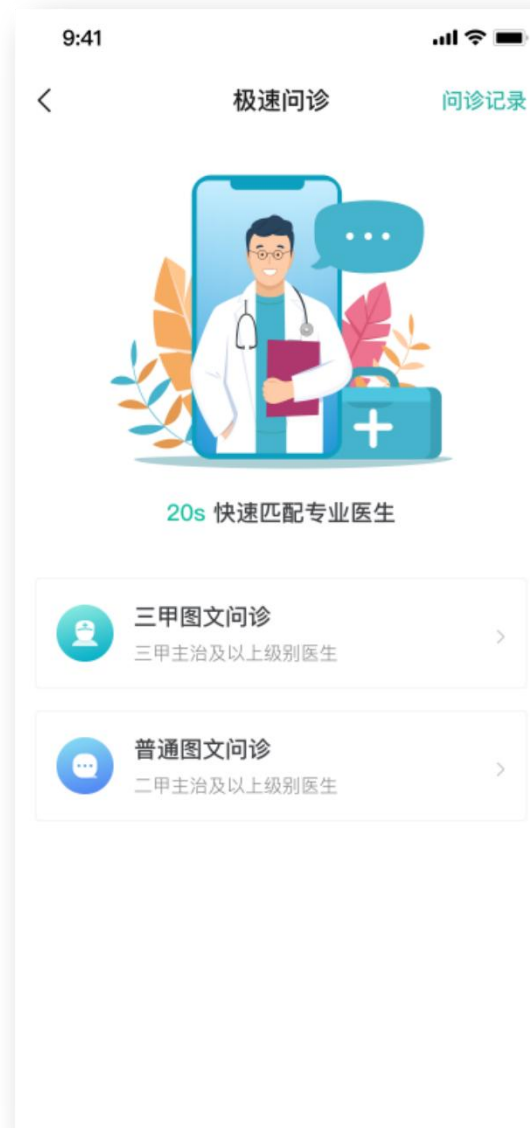 9:41
极速问诊 问诊记录
20s 快速匹配专业医生
三甲图文问诊
三甲主治及以上级别医生
普通图文问诊
二甲主治及以上级别医生